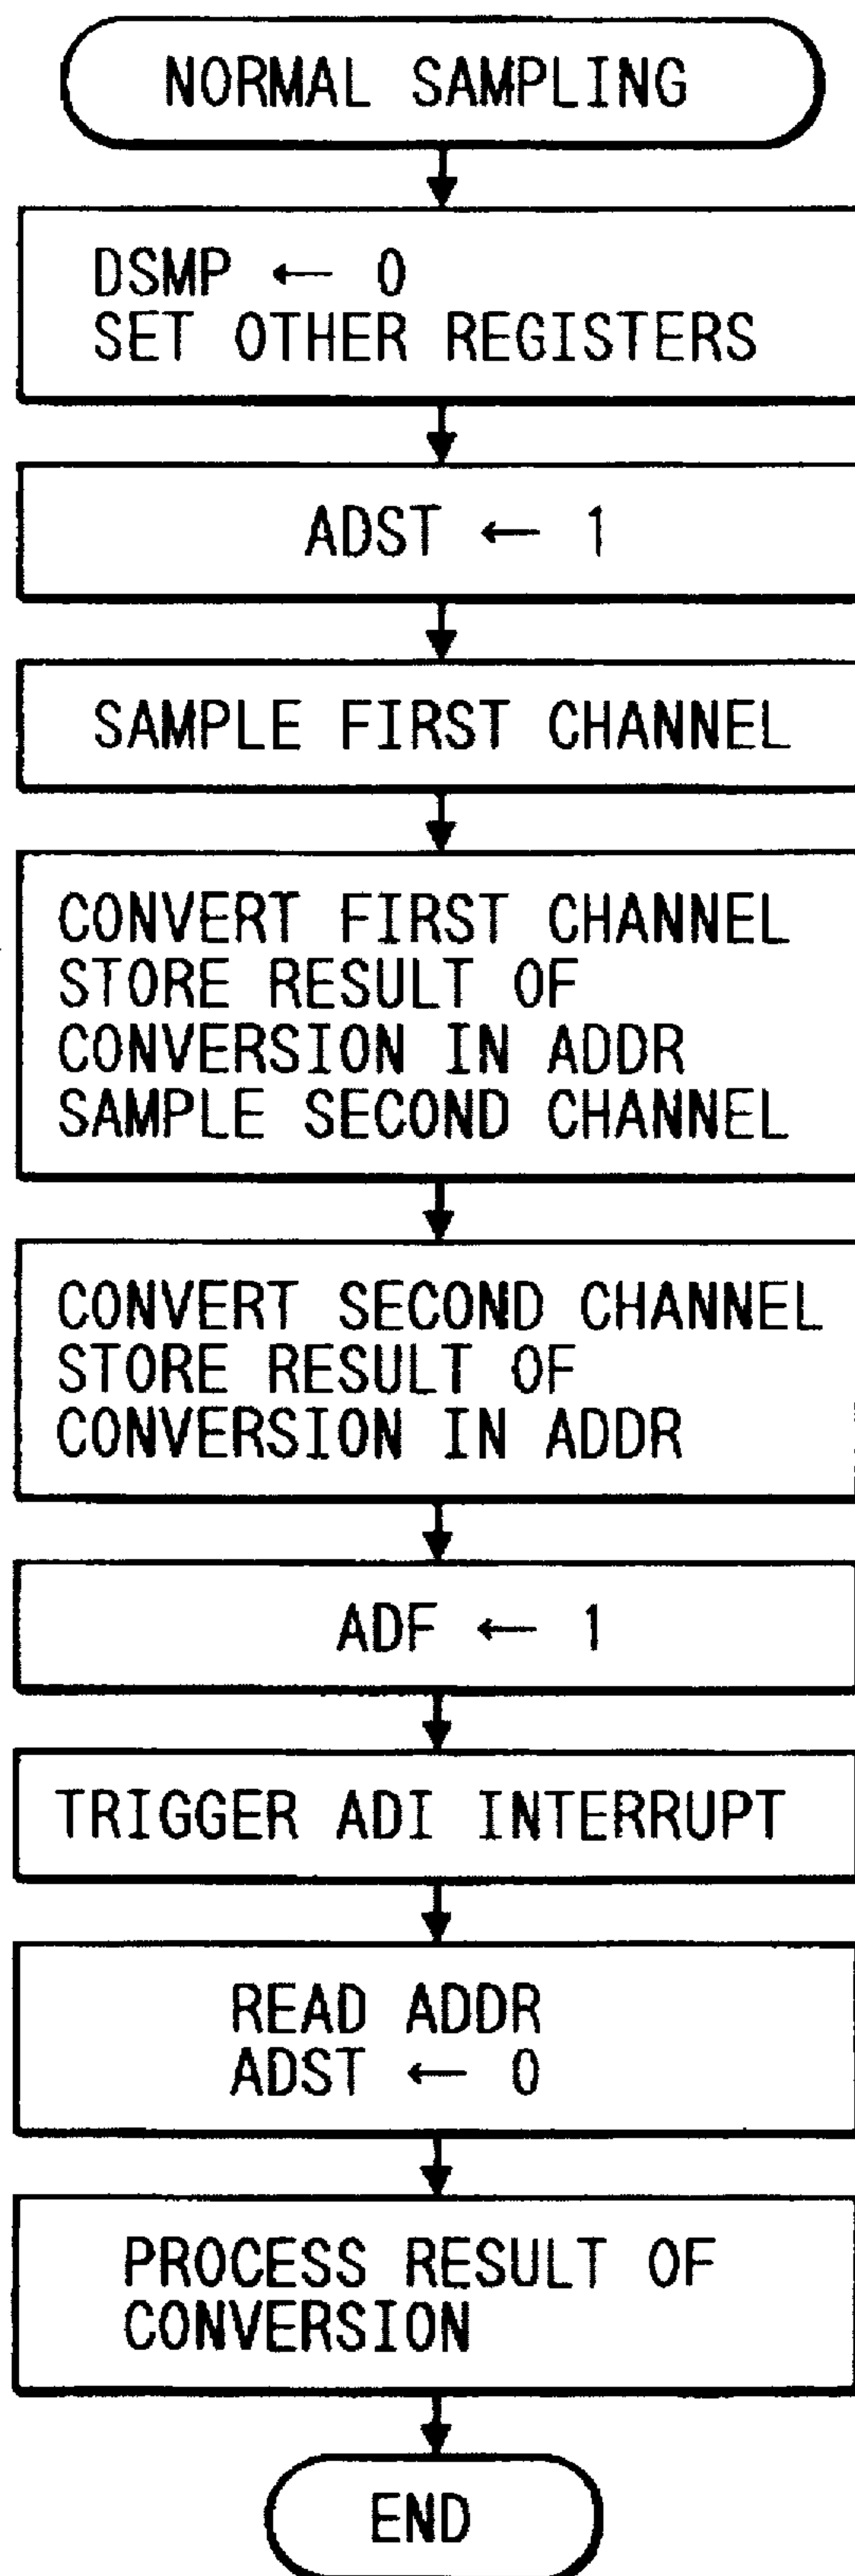 NORMAL SAMPLING
DSMP ← 0
SET OTHER REGISTERS
ADST ← 1
SAMPLE FIRST CHANNEL
CONVERT FIRST CHANNEL
STORE RESULT OF
CONVERSION IN ADDR
SAMPLE SECOND CHANNEL
CONVERT SECOND CHANNEL
STORE RESULT OF
CONVERSION IN ADDR
ADF ← 1
TRIGGER ADI INTERRUPT
READ ADDR
ADST ← 0
PROCESS RESULT OF
CONVERSION
END